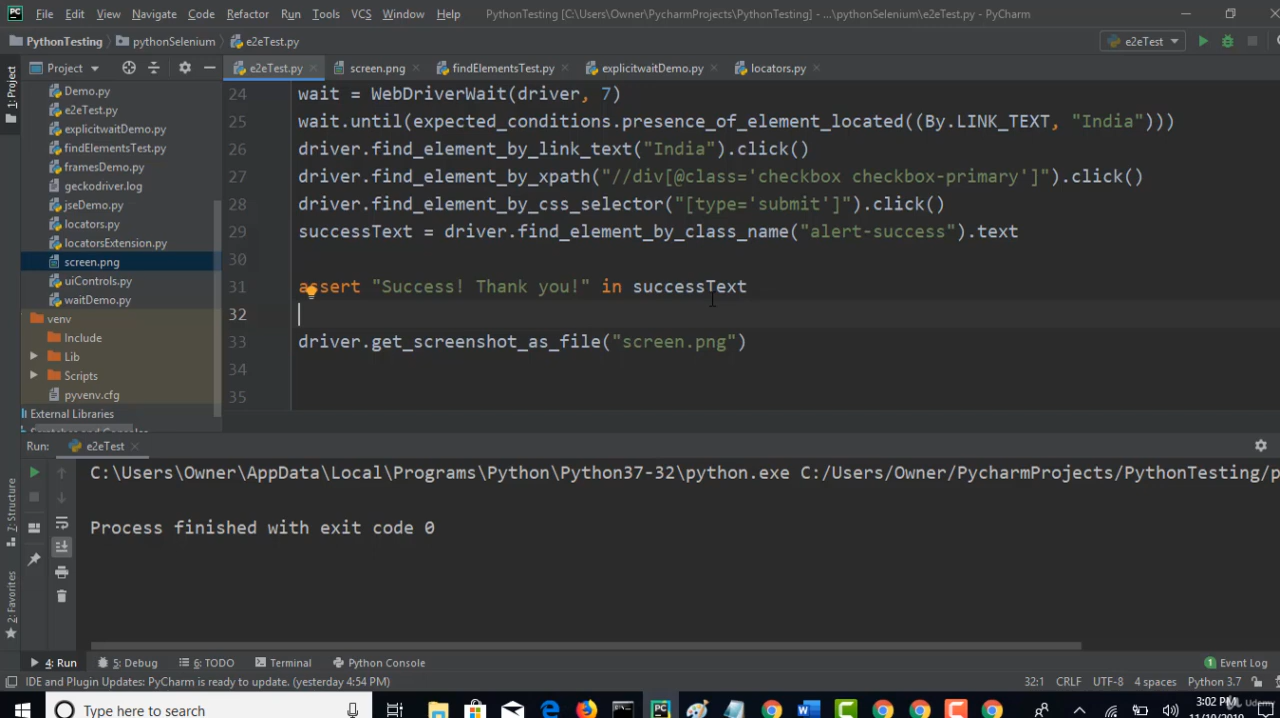 PC File Edit View Navigate Code Refactor Run Tools VCS Window Help PythonTesting [C:\Users\Owner\PycharmProjects\PythonTesting] - ...\pythonSelenium\e2eTest.py - PyCharm
PythonTesting pythonSelenium e2eTest.py e2eTest
Project e2eTest.py screen.png findElementsTest.py explicitwaitDemo.py locators.py
1: Project
Demo.py
e2eTest.py
explicitwaitDemo.py
findElementsTest.py
framesDemo.py
geckodriver.log
jseDemo.py
locators.py
locatorsExtension.py
screen.png
uiControls.py
waitDemo.py
venv
Include
Lib
Scripts
pyvenv.cfg
External Libraries
24 wait = WebDriverWait(driver, 7)
25 wait.until(expected_conditions.presence_of_element_located((By.LINK_TEXT, "India")))
26 driver.find_element_by_link_text("India").click()
27 driver.find_element_by_xpath("//div[@class='checkbox checkbox-primary']").click()
28 driver.find_element_by_css_selector("[type='submit']").click()
29 successText = driver.find_element_by_class_name("alert-success").text
30
31 assert "Success! Thank you!" in successText
32
33 driver.get_screenshot_as_file("screen.png")
34
35
Run: e2eTest
C:\Users\Owner\AppData\Local\Programs\Python\Python37-32\python.exe C:/Users/Owner/PycharmProjects/PythonTesting/p
Process finished with exit code 0
7: Structure
2: Favorites
4: Run 5: Debug 6: TODO Terminal Python Console 1 Event Log
IDE and Plugin Updates: PyCharm is ready to update. (yesterday 4:54 PM) 32:1 CRLF UTF-8 4 spaces Python 3.7
Type here to search PC 3:02 PM
Udemy